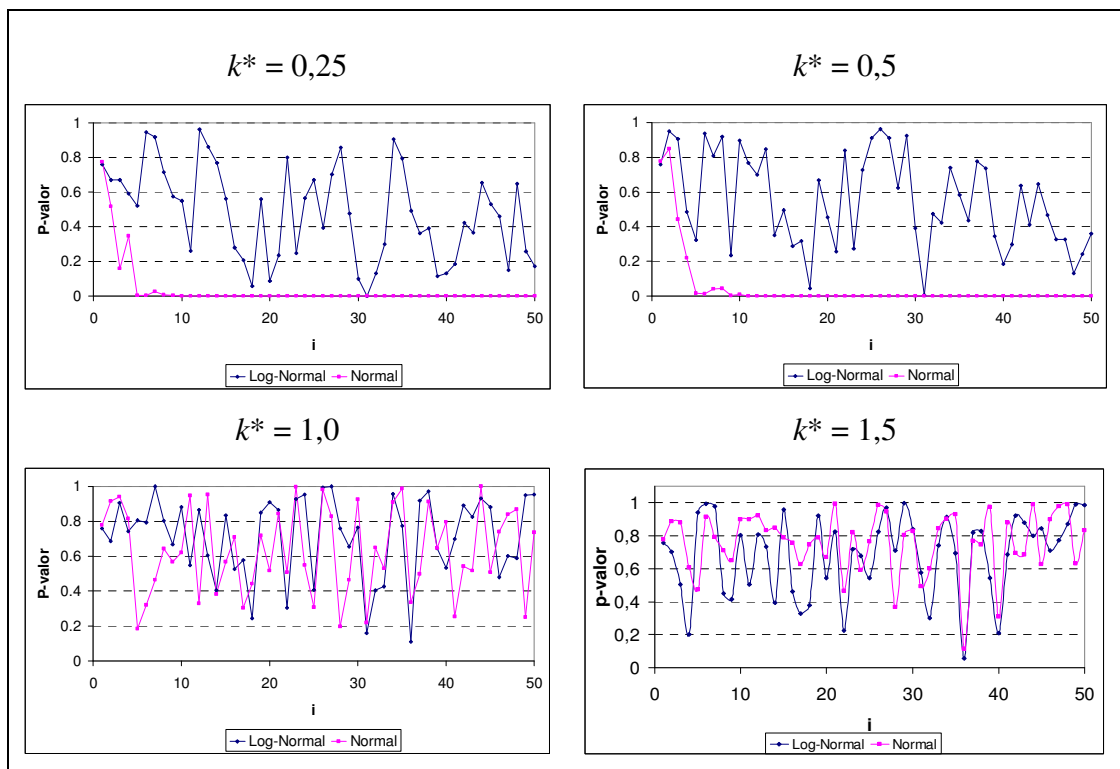 k* = 0,25
k* = 0,5
P-valor
1
0.8
0.6
0.4
0.2
0
0 10 20 30 40 50
i
Log-Normal Normal
P-valor
1
0.8
0.6
0.4
0.2
0
0 10 20 30 40 50
i
Log-Normal Normal
k* = 1,0
k* = 1,5
P-valor
1
0.8
0.6
0.4
0.2
0
0 10 20 30 40 50
i
Log-Normal Normal
p-valor
1
0,8
0,6
0,4
0,2
0
0 10 20 30 40 50
i
Log-Normal Normal